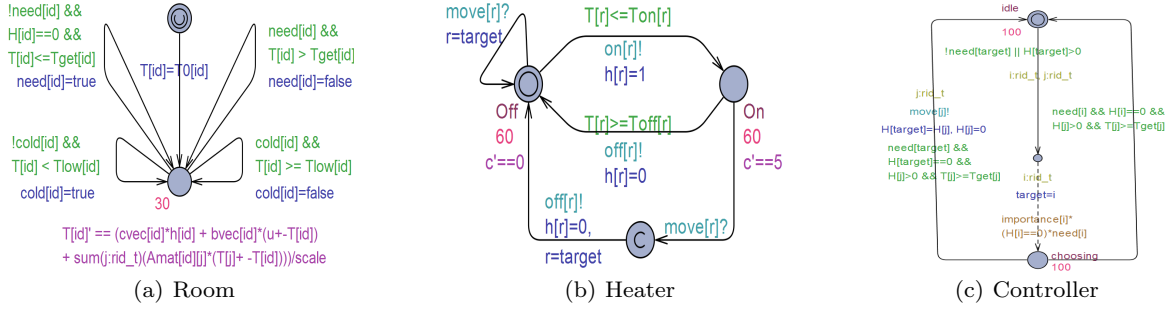 !need[id] &&
H[id]==0 &&
T[id]<=Tget[id]
need[id]=true
T[id]=T0[id]
need[id] &&
T[id] > Tget[id]
need[id]=false
!cold[id] &&
T[id] < Tlow[id]
cold[id]=true
cold[id] &&
T[id] >= Tlow[id]
cold[id]=false
30
T[id]' == (cvec[id]*h[id] + bvec[id]*(u+-T[id])
+ sum(j:rid_t)(Amat[id][j]*(T[j]+ -T[id])))/scale
(a) Room
move[r]?
r=target
T[r]<=Ton[r]
on[r]!
h[r]=1
Off
60
c'==0
T[r]>=Toff[r]
off[r]!
h[r]=0
On
60
c'==5
off[r]!
h[r]=0,
r=target
C
move[r]?
(b) Heater
idle
100
!need[target] || H[target]>0
i:rid_t, j:rid_t
j:rid_t
move[j]!
H[target]=H[j], H[j]=0
need[target] &&
H[target]==0 &&
H[j]>0 && T[j]>=Tget[j]
need[i] && H[i]==0 &&
H[j]>0 && T[j]>=Tget[j]
i:rid_t
target=i
importance[i]*
(H[i]==0)*need[i]
choosing
100
(c) Controller